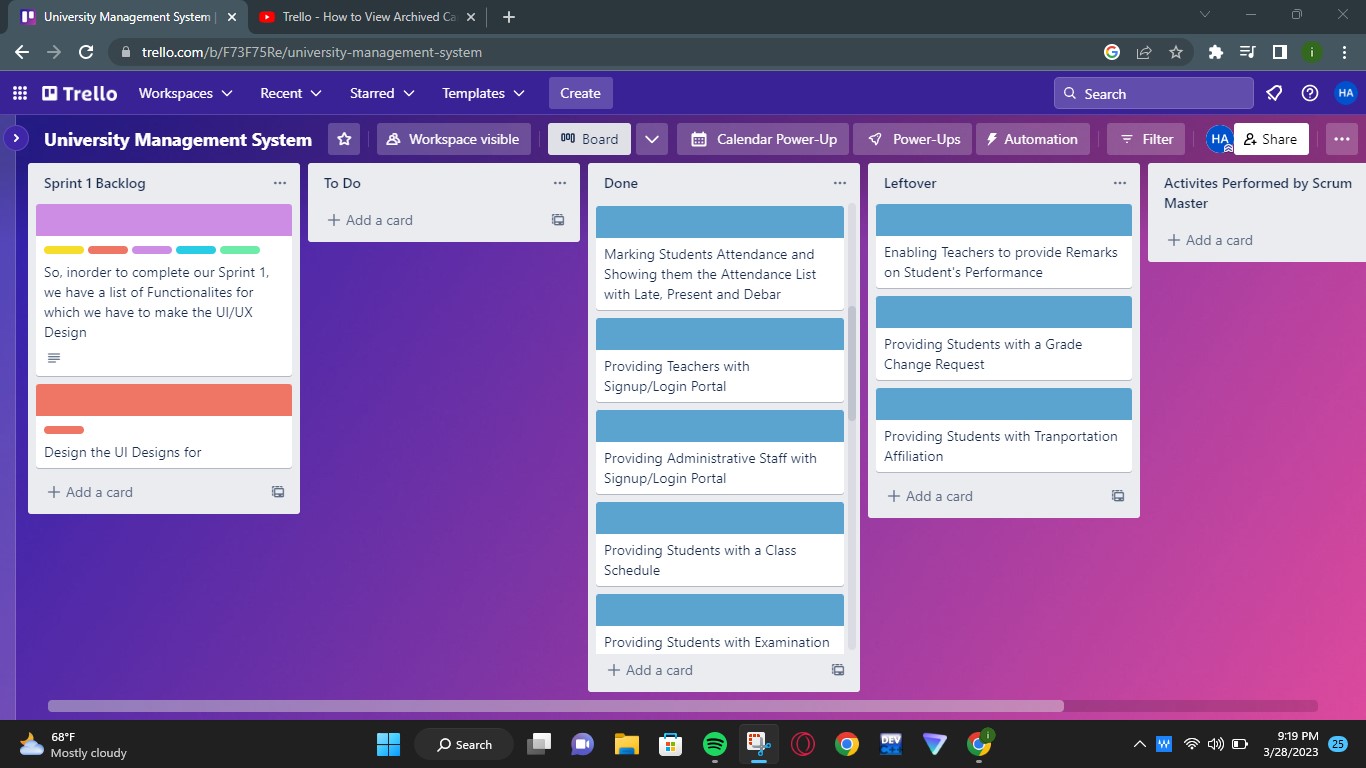 University Management System |
Trello - How to View Archived Ca
trello.com/b/F73F75Re/university-management-system
i
Trello
Workspaces
Recent
Starred
Templates
Create
Search
HA
University Management System
Workspace visible
Board
Calendar Power-Up
Power-Ups
Automation
Filter
HA
Share
Sprint 1 Backlog
So, inorder to complete our Sprint 1,
we have a list of Functionalites for
which we have to make the UI/UX
Design
Design the UI Designs for
Add a card
To Do
Add a card
Done
Marking Students Attendance and
Showing them the Attendance List
with Late, Present and Debar
Providing Teachers with
Signup/Login Portal
Providing Administrative Staff with
Signup/Login Portal
Providing Students with a Class
Schedule
Providing Students with Examination
Add a card
Leftover
Enabling Teachers to provide Remarks
on Student's Performance
Providing Students with a Grade
Change Request
Providing Students with Tranportation
Affiliation
Add a card
Activites Performed by Scrum
Master
Add a card
68°F
Mostly cloudy
Search
DEV
i
W
9:19 PM
3/28/2023
25